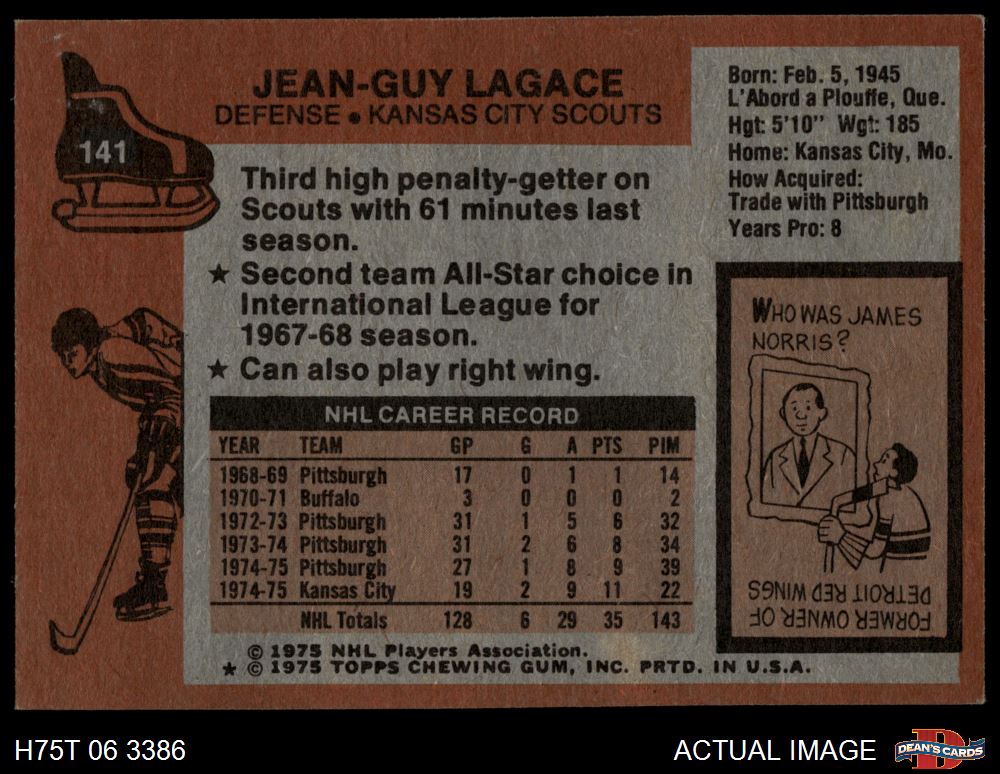 141
JEAN-GUY LAGACE
DEFENSE • KANSAS CITY SCOUTS
Third high penalty-getter on
Scouts with 61 minutes last
season.
★ Second team All-Star choice in
International League for
1967-68 season.
★ Can also play right wing.
NHL CAREER RECORD
YEAR TEAM GP G A PTS PIM
1968-69 Pittsburgh 17 0 1 1 14
1970-71 Buffalo 3 0 0 0 2
1972-73 Pittsburgh 31 1 5 6 32
1973-74 Pittsburgh 31 2 6 8 34
1974-75 Pittsburgh 27 1 8 9 39
1974-75 Kansas City 19 2 9 11 22
NHL Totals 128 6 29 35 143
© 1975 NHL Players Association.
★ © 1975 TOPPS CHEWING GUM, INC. PRTD. IN U.S.A.
Born: Feb. 5, 1945
L'Abord a Plouffe, Que.
Hgt: 5'10" Wgt: 185
Home: Kansas City, Mo.
How Acquired:
Trade with Pittsburgh
Years Pro: 8
WHO WAS JAMES
NORRIS?
FORMER OWNER OF
DETROIT RED WINGS
H75T 06 3386
ACTUAL IMAGE
D
DEAN'S CARDS